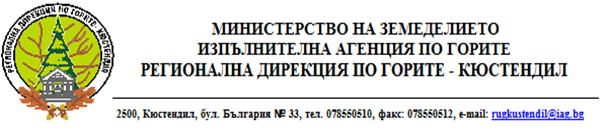 РЕГИОНАЛНА ДИРЕКЦИЯ ПО ГОРИТЕ - КЮСТЕНДИЛ
МИНИСТЕРСТВО НА ЗЕМЕДЕЛИЕТО
ИЗПЪЛНИТЕЛНА АГЕНЦИЯ ПО ГОРИТЕ
РЕГИОНАЛНА ДИРЕКЦИЯ ПО ГОРИТЕ - КЮСТЕНДИЛ
2500, Кюстендил, бул. България № 33, тел. 078550510, факс: 078550512, e-mail: rugkustendil@iag.bg